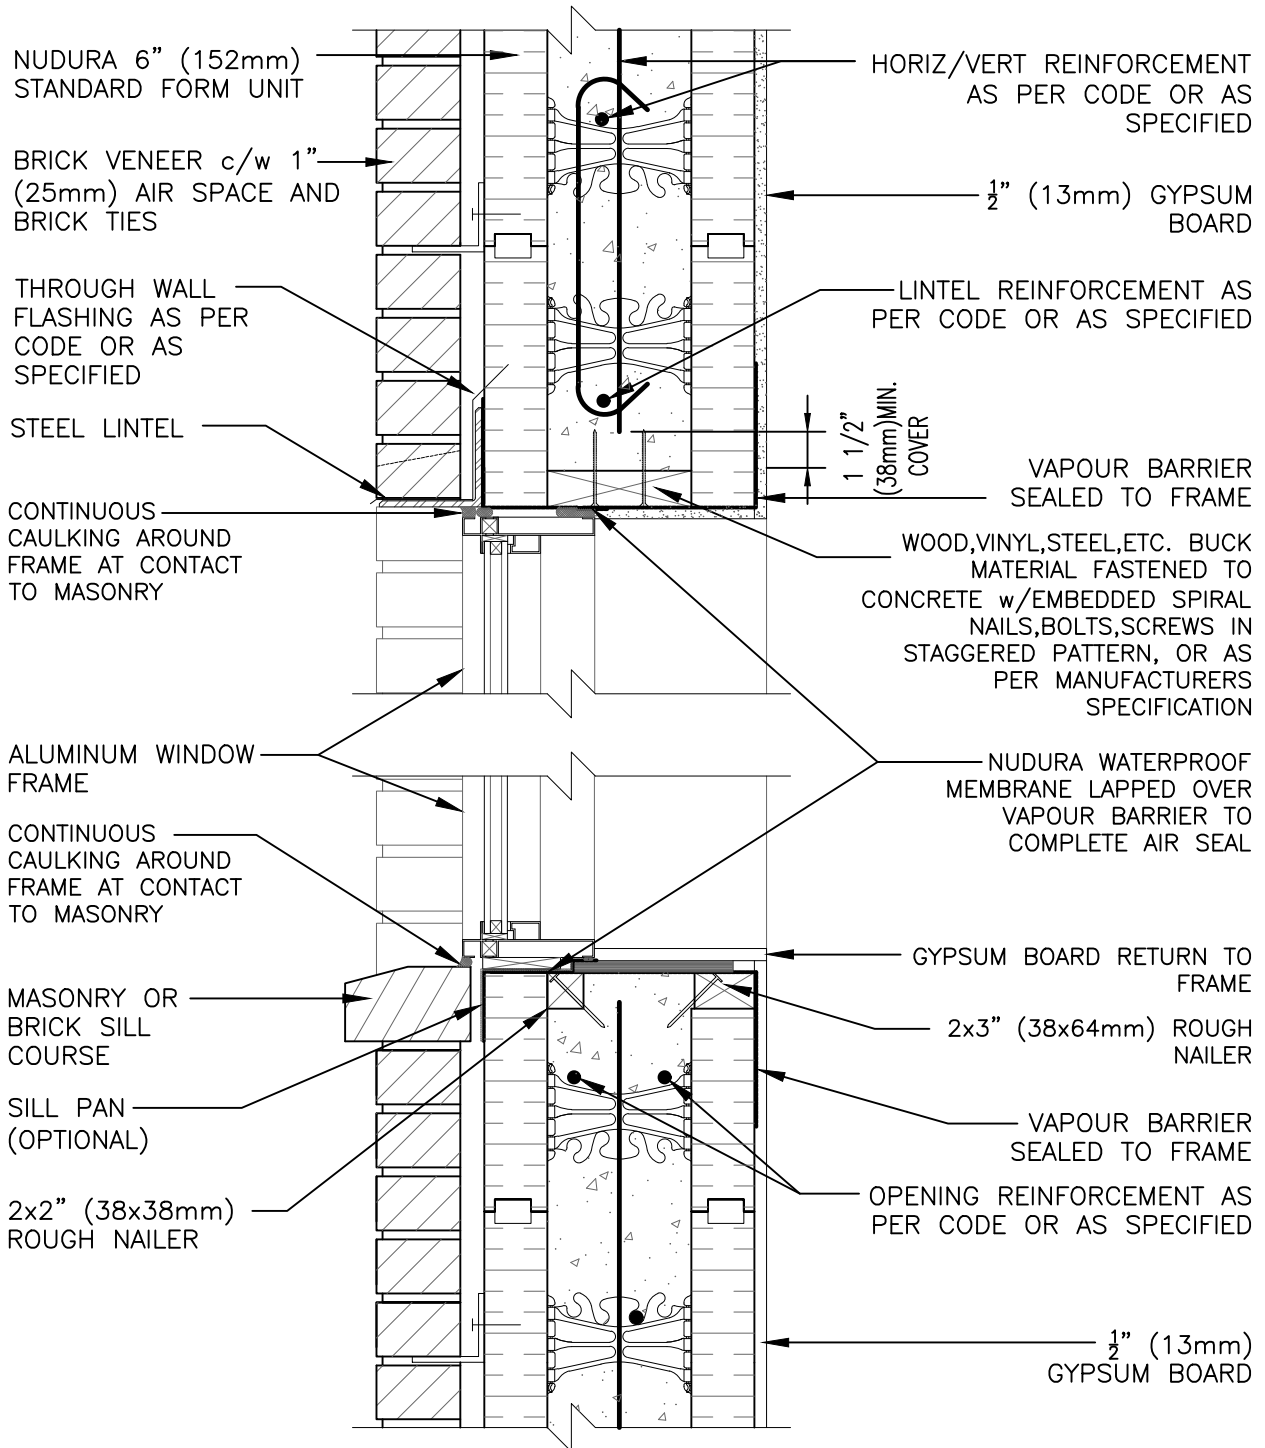 NUDURA 6" (152mm)
STANDARD FORM UNIT
BRICK VENEER c/w 1"
(25mm) AIR SPACE AND
BRICK TIES
THROUGH WALL
FLASHING AS PER
CODE OR AS
SPECIFIED
STEEL LINTEL
CONTINUOUS
CAULKING AROUND
FRAME AT CONTACT
TO MASONRY
ALUMINUM WINDOW
FRAME
CONTINUOUS
CAULKING AROUND
FRAME AT CONTACT
TO MASONRY
MASONRY OR
BRICK SILL
COURSE
SILL PAN
(OPTIONAL)
2x2" (38x38mm)
ROUGH NAILER
HORIZ/VERT REINFORCEMENT
AS PER CODE OR AS
SPECIFIED
1/2" (13mm) GYPSUM
BOARD
LINTEL REINFORCEMENT AS
PER CODE OR AS SPECIFIED
1 1/2"
(38mm)MIN.
COVER
VAPOUR BARRIER
SEALED TO FRAME
WOOD,VINYL,STEEL,ETC. BUCK
MATERIAL FASTENED TO
CONCRETE w/EMBEDDED SPIRAL
NAILS,BOLTS,SCREWS IN
STAGGERED PATTERN, OR AS
PER MANUFACTURERS
SPECIFICATION
NUDURA WATERPROOF
MEMBRANE LAPPED OVER
VAPOUR BARRIER TO
COMPLETE AIR SEAL
GYPSUM BOARD RETURN TO
FRAME
2x3" (38x64mm) ROUGH
NAILER
VAPOUR BARRIER
SEALED TO FRAME
OPENING REINFORCEMENT AS
PER CODE OR AS SPECIFIED
1/2" (13mm)
GYPSUM BOARD